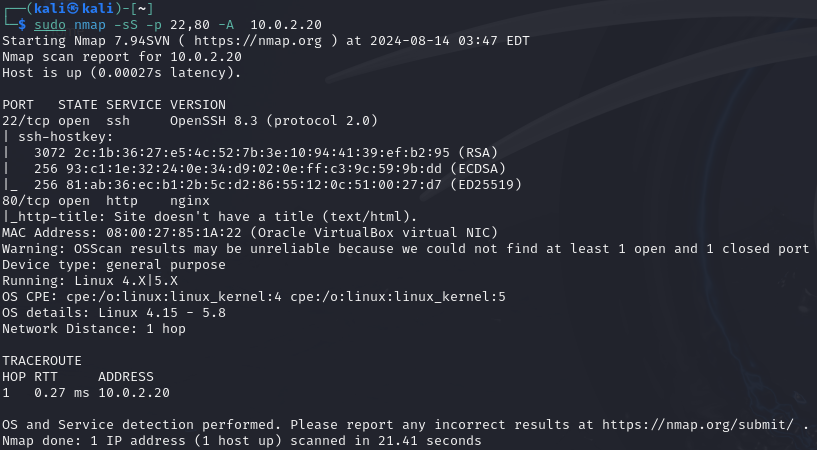 ┌──(kali㉿kali)-[~]
└─$ sudo nmap -sS -p 22,80 -A  10.0.2.20
Starting Nmap 7.94SVN ( https://nmap.org ) at 2024-08-14 03:47 EDT
Nmap scan report for 10.0.2.20
Host is up (0.00027s latency).

PORT   STATE SERVICE VERSION
22/tcp open  ssh     OpenSSH 8.3 (protocol 2.0)
| ssh-hostkey:
|   3072 2c:1b:36:27:e5:4c:52:7b:3e:10:94:41:39:ef:b2:95 (RSA)
|   256 93:c1:1e:32:24:0e:34:d9:02:0e:ff:c3:9c:59:9b:dd (ECDSA)
|_  256 81:ab:36:ec:b1:2b:5c:d2:86:55:12:0c:51:00:27:d7 (ED25519)
80/tcp open  http    nginx
|_http-title: Site doesn't have a title (text/html).
MAC Address: 08:00:27:85:1A:22 (Oracle VirtualBox virtual NIC)
Warning: OSScan results may be unreliable because we could not find at least 1 open and 1 closed port
Device type: general purpose
Running: Linux 4.X|5.X
OS CPE: cpe:/o:linux:linux_kernel:4 cpe:/o:linux:linux_kernel:5
OS details: Linux 4.15 - 5.8
Network Distance: 1 hop

TRACEROUTE
HOP RTT     ADDRESS
1   0.27 ms 10.0.2.20

OS and Service detection performed. Please report any incorrect results at https://nmap.org/submit/ .
Nmap done: 1 IP address (1 host up) scanned in 21.41 seconds